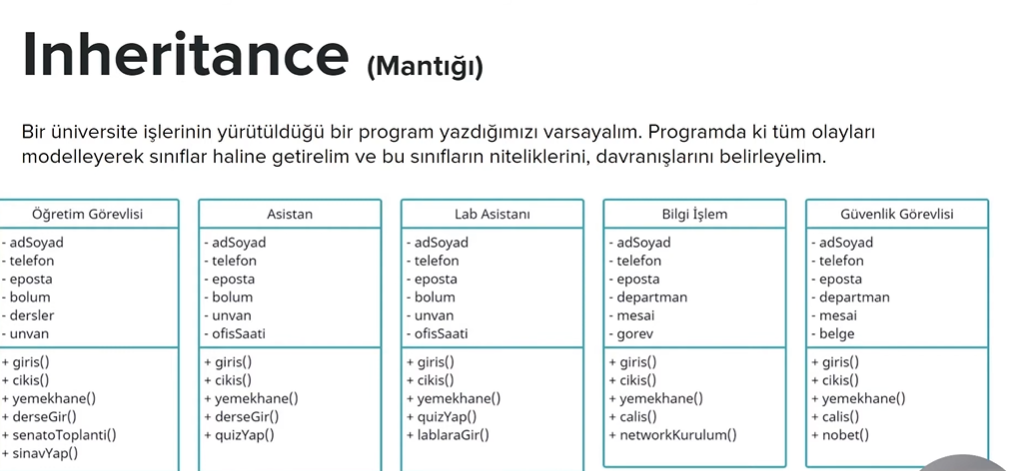 Inheritance (Mantığı)
Bir üniversite işlerinin yürütüldüğü bir program yazdığımızı varsayalım. Programda ki tüm olayları
modelleyerek sınıflar haline getirelim ve bu sınıfların niteliklerini, davranışlarını belirleyelim.
Öğretim Görevlisi
- adSoyad
- telefon
- eposta
- bolum
- dersler
- unvan
+ giris()
+ cikis()
+ yemekhane()
+ derseGir()
+ senatoToplanti()
+ sinavYap()
Asistan
- adSoyad
- telefon
- eposta
- bolum
- unvan
- ofisSaati
+ giris()
+ cikis()
+ yemekhane()
+ derseGir()
+ quizYap()
Lab Asistanı
- adSoyad
- telefon
- eposta
- bolum
- unvan
- ofisSaati
+ giris()
+ cikis()
+ yemekhane()
+ quizYap()
+ lablaraGir()
Bilgi İşlem
- adSoyad
- telefon
- eposta
- departman
- mesai
- gorev
+ giris()
+ cikis()
+ yemekhane()
+ calis()
+ networkKurulum()
Güvenlik Görevlisi
- adSoyad
- telefon
- eposta
- departman
- mesai
- belge
+ giris()
+ cikis()
+ yemekhane()
+ calis()
+ nobet()